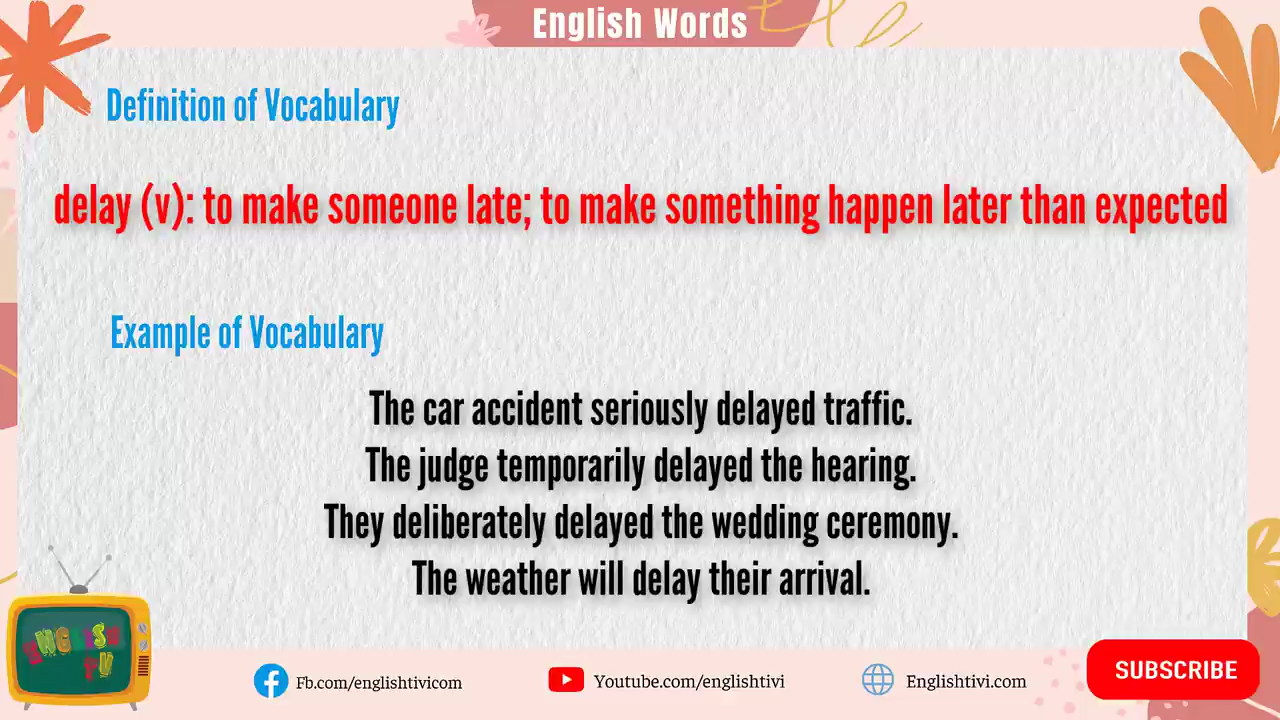 English Words
Definition of Vocabulary
delay (v): to make someone late; to make something happen later than expected
Example of Vocabulary
The car accident seriously delayed traffic.
The judge temporarily delayed the hearing.
They deliberately delayed the wedding ceremony.
The weather will delay their arrival.
ENGLISH
TV
Fb.com/englishtivicom
Youtube.com/englishtivi
Englishtivi.com
SUBSCRIBE